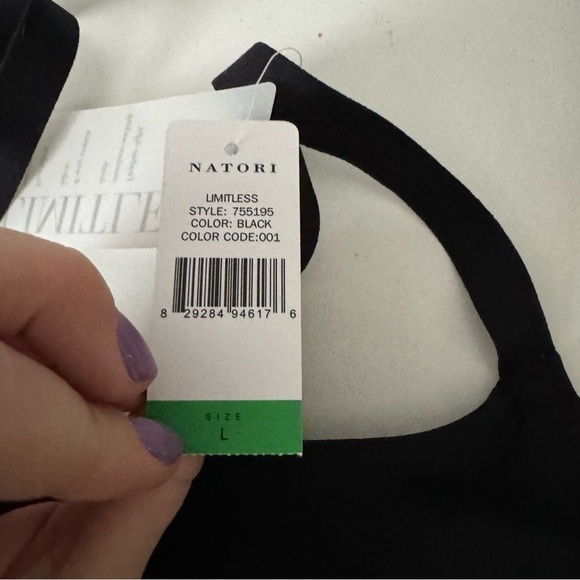 NATORI
LIMITLESS
STYLE: 755195
COLOR: BLACK
COLOR CODE:001
8 29284 94617 6
SIZE
L